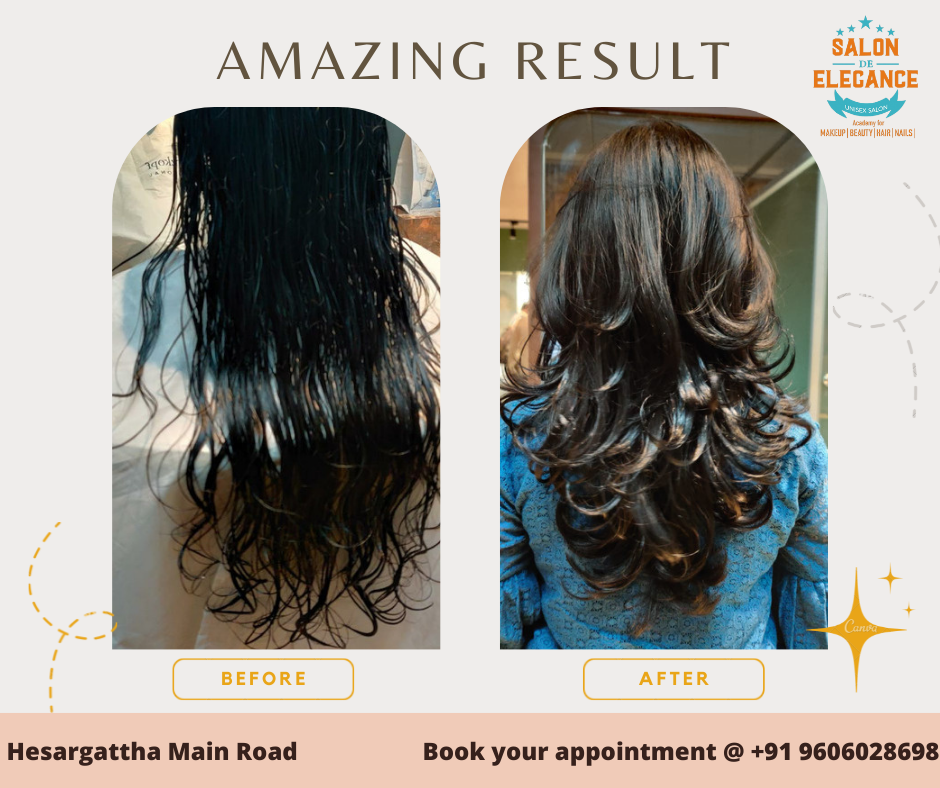 AMAZING RESULT
SALON
DE
ELEGANCE
UNISEX SALON
Academy for
MAKEUP|BEAUTY|HAIR|NAILS|
BEFORE
AFTER
Canva
Hesargattha Main Road
Book your appointment @ +91 9606028698